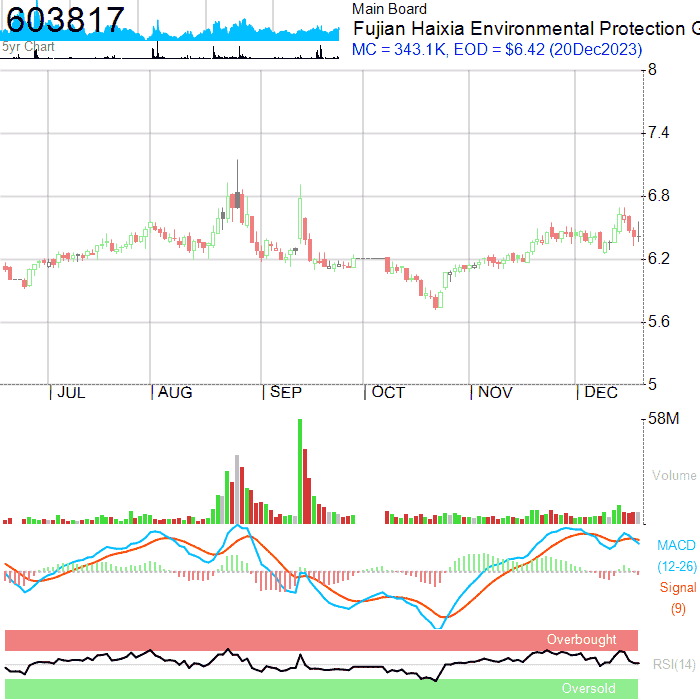 603817
5yr Chart
Main Board
Fujian Haixia Environmental Protection G
MC = 343.1K, EOD = $6.42 (20Dec2023)
8
7.4
6.8
6.2
5.6
5
JUL AUG SEP OCT NOV DEC
58M
Volume
MACD
(12-26)
Signal
(9)
Overbought
RSI(14)
Oversold